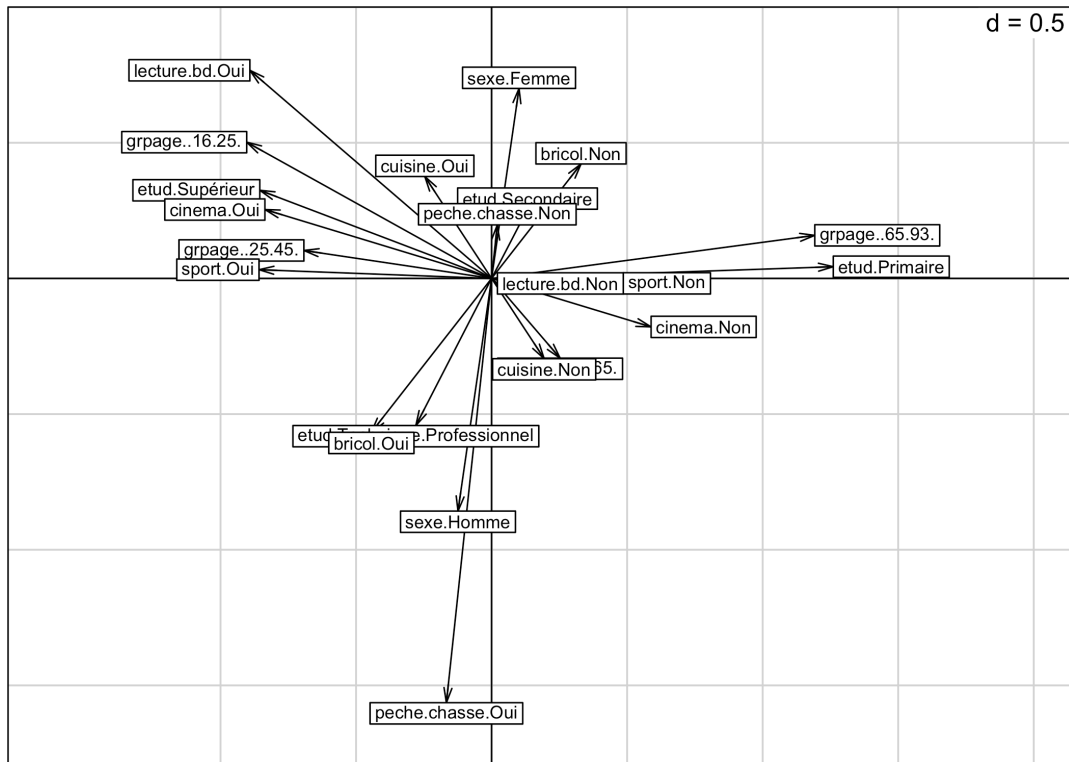 d = 0.5
lecture.bd.Oui
sexe.Femme
grpage..16.25.
bricol.Non
cuisine.Oui
etud.Supérieur
etud.Secondaire
cinema.Oui
peche.chasse.Non
grpage..65.93.
grpage..25.45.
sport.Oui
etud.Primaire
lecture.bd.Non
sport.Non
cinema.Non
cuisine.Non
65.
.Professionnel
bricol.Oui
sexe.Homme
peche.chasse.Oui